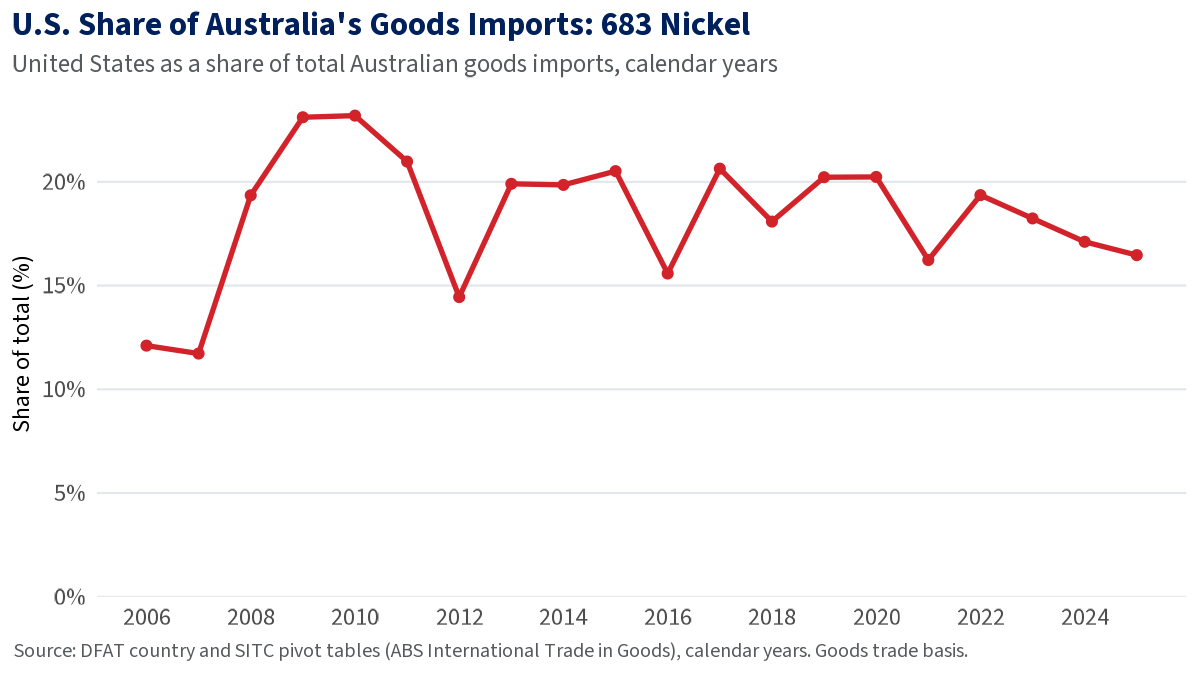 U.S. Share of Australia's Goods Imports: 683 Nickel
United States as a share of total Australian goods imports, calendar years
Share of total (%)
20%
15%
10%
5%
0%
2006 2008 2010 2012 2014 2016 2018 2020 2022 2024
Source: DFAT country and SITC pivot tables (ABS International Trade in Goods), calendar years. Goods trade basis.